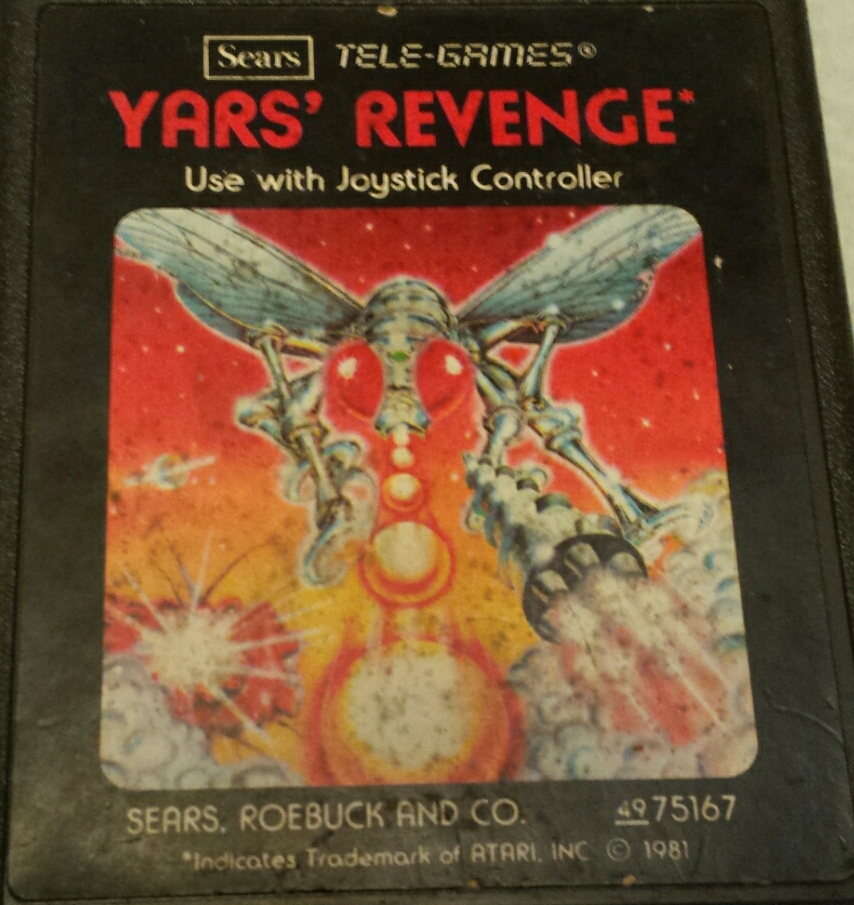 Sears TELE-GAMES®
YARS' REVENGE*
Use with Joystick Controller
SEARS, ROEBUCK AND CO. 49 75167
*Indicates Trademark of ATARI, INC © 1981